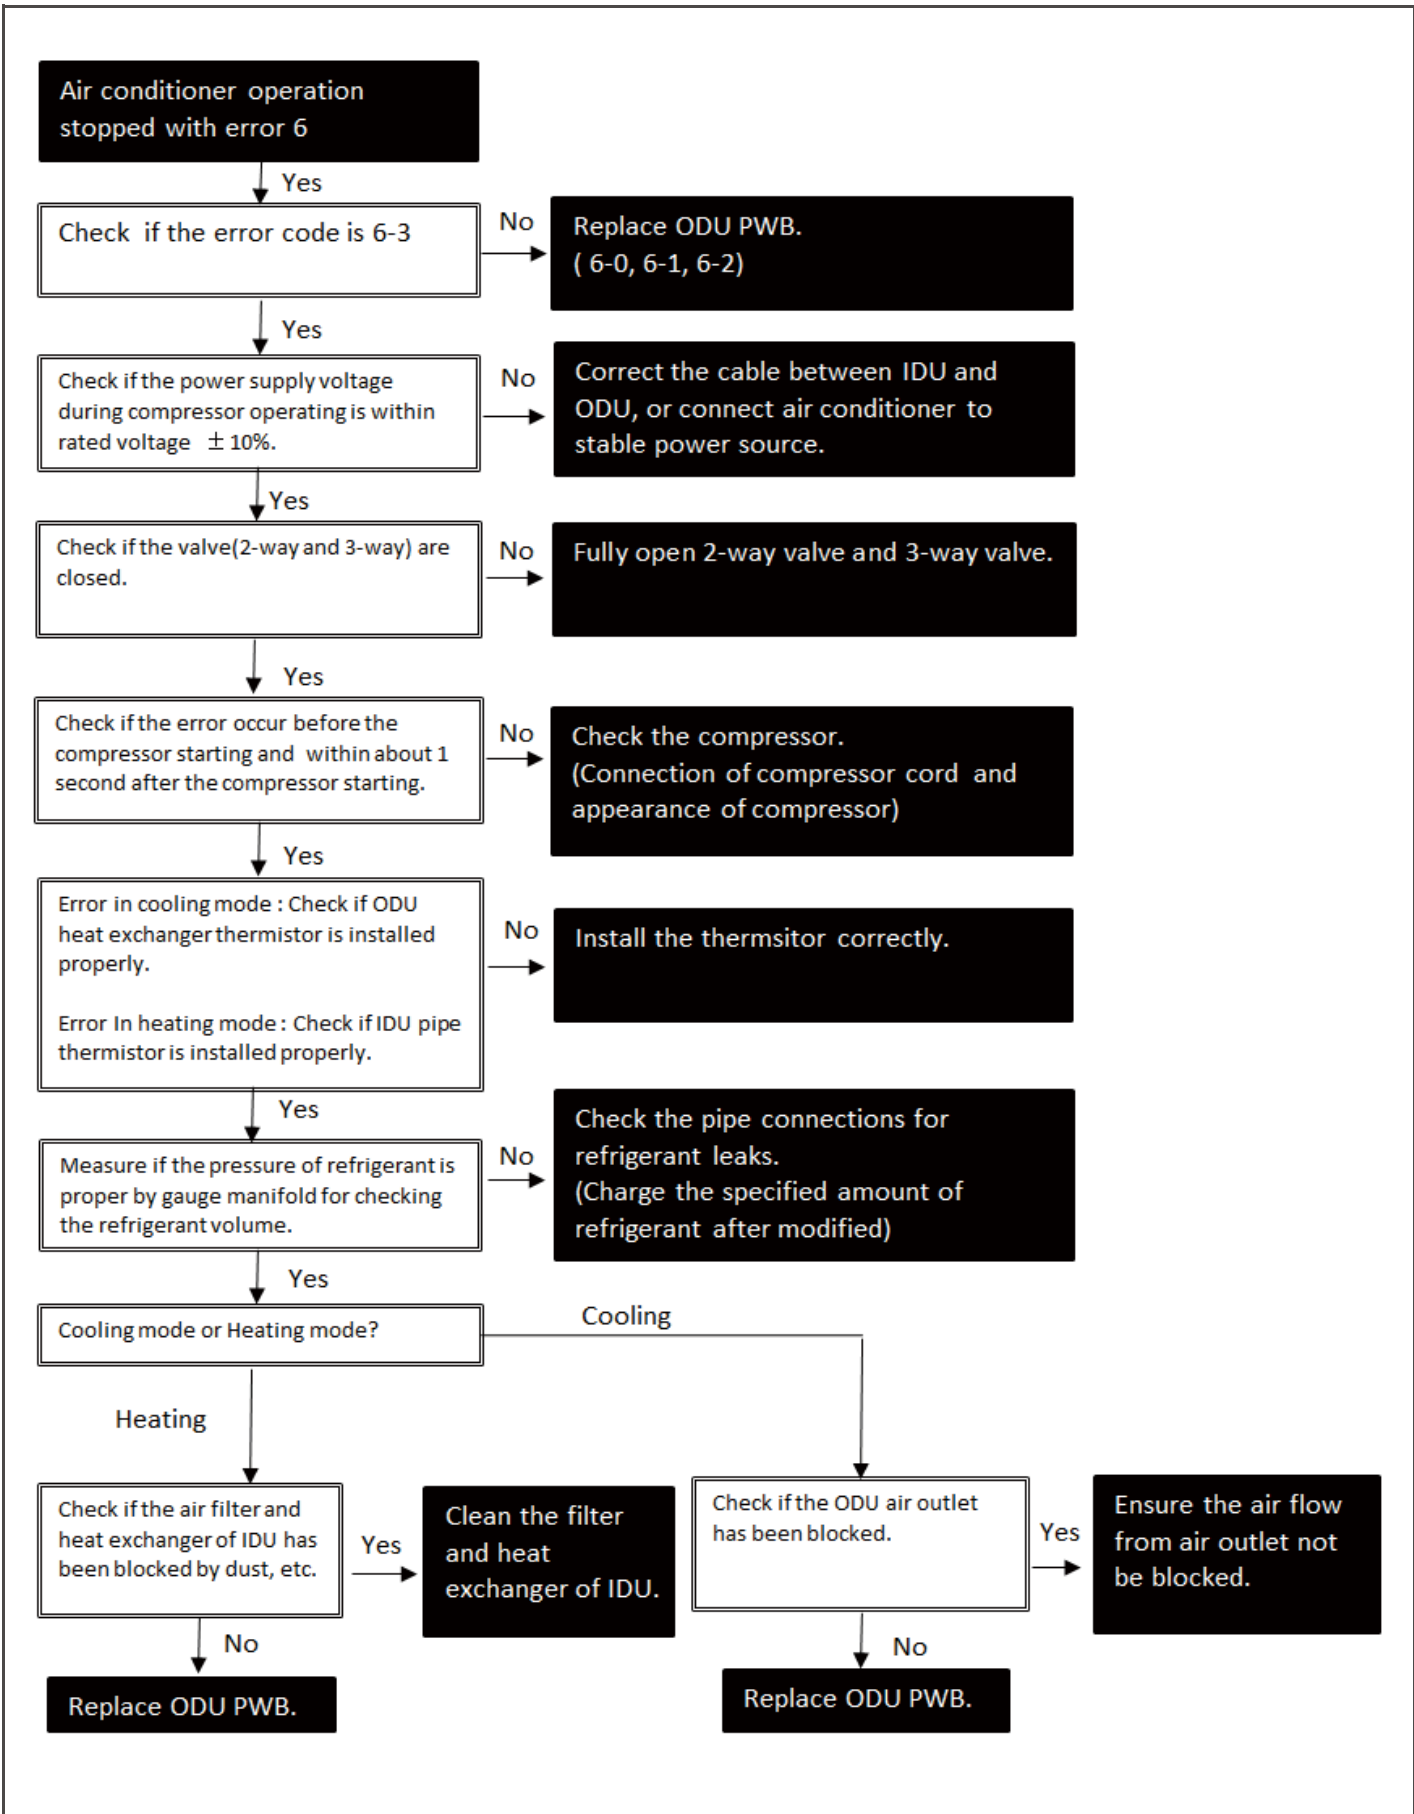 Air conditioner operation
stopped with error 6
Yes
Check if the error code is 6-3
No
Replace ODU PWB.
( 6-0, 6-1, 6-2)
Yes
Check if the power supply voltage
during compressor operating is within
rated voltage ± 10%.
No
Correct the cable between IDU and
ODU, or connect air conditioner to
stable power source.
Yes
Check if the valve(2-way and 3-way) are
closed.
No
Fully open 2-way valve and 3-way valve.
Yes
Check if the error occur before the
compressor starting and within about 1
second after the compressor starting.
No
Check the compressor.
(Connection of compressor cord and
appearance of compressor)
Yes
Error in cooling mode : Check if ODU
heat exchanger thermistor is installed
properly.
Error In heating mode : Check if IDU pipe
thermistor is installed properly.
No
Install the thermsitor correctly.
Yes
Measure if the pressure of refrigerant is
proper by gauge manifold for checking
the refrigerant volume.
No
Check the pipe connections for
refrigerant leaks.
(Charge the specified amount of
refrigerant after modified)
Yes
Cooling mode or Heating mode?
Cooling
Heating
Check if the air filter and
heat exchanger of IDU has
been blocked by dust, etc.
Yes
Clean the filter
and heat
exchanger of IDU.
Check if the ODU air outlet
has been blocked.
Yes
Ensure the air flow
from air outlet not
be blocked.
No
Replace ODU PWB.
No
Replace ODU PWB.